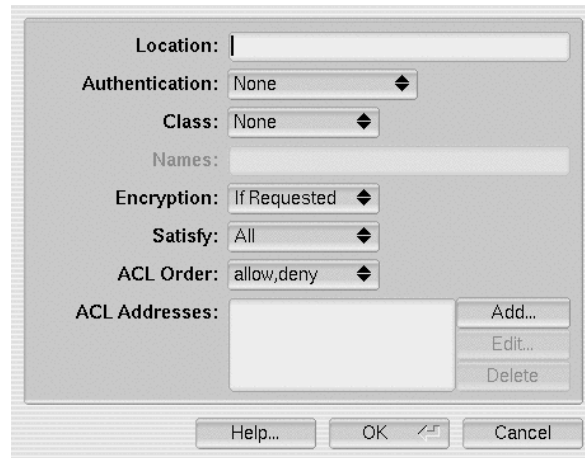 Location:
Authentication: None
Class: None
Names:
Encryption: If Requested
Satisfy: All
ACL Order: allow,deny
ACL Addresses: Add...
Edit...
Delete
Help... OK Cancel